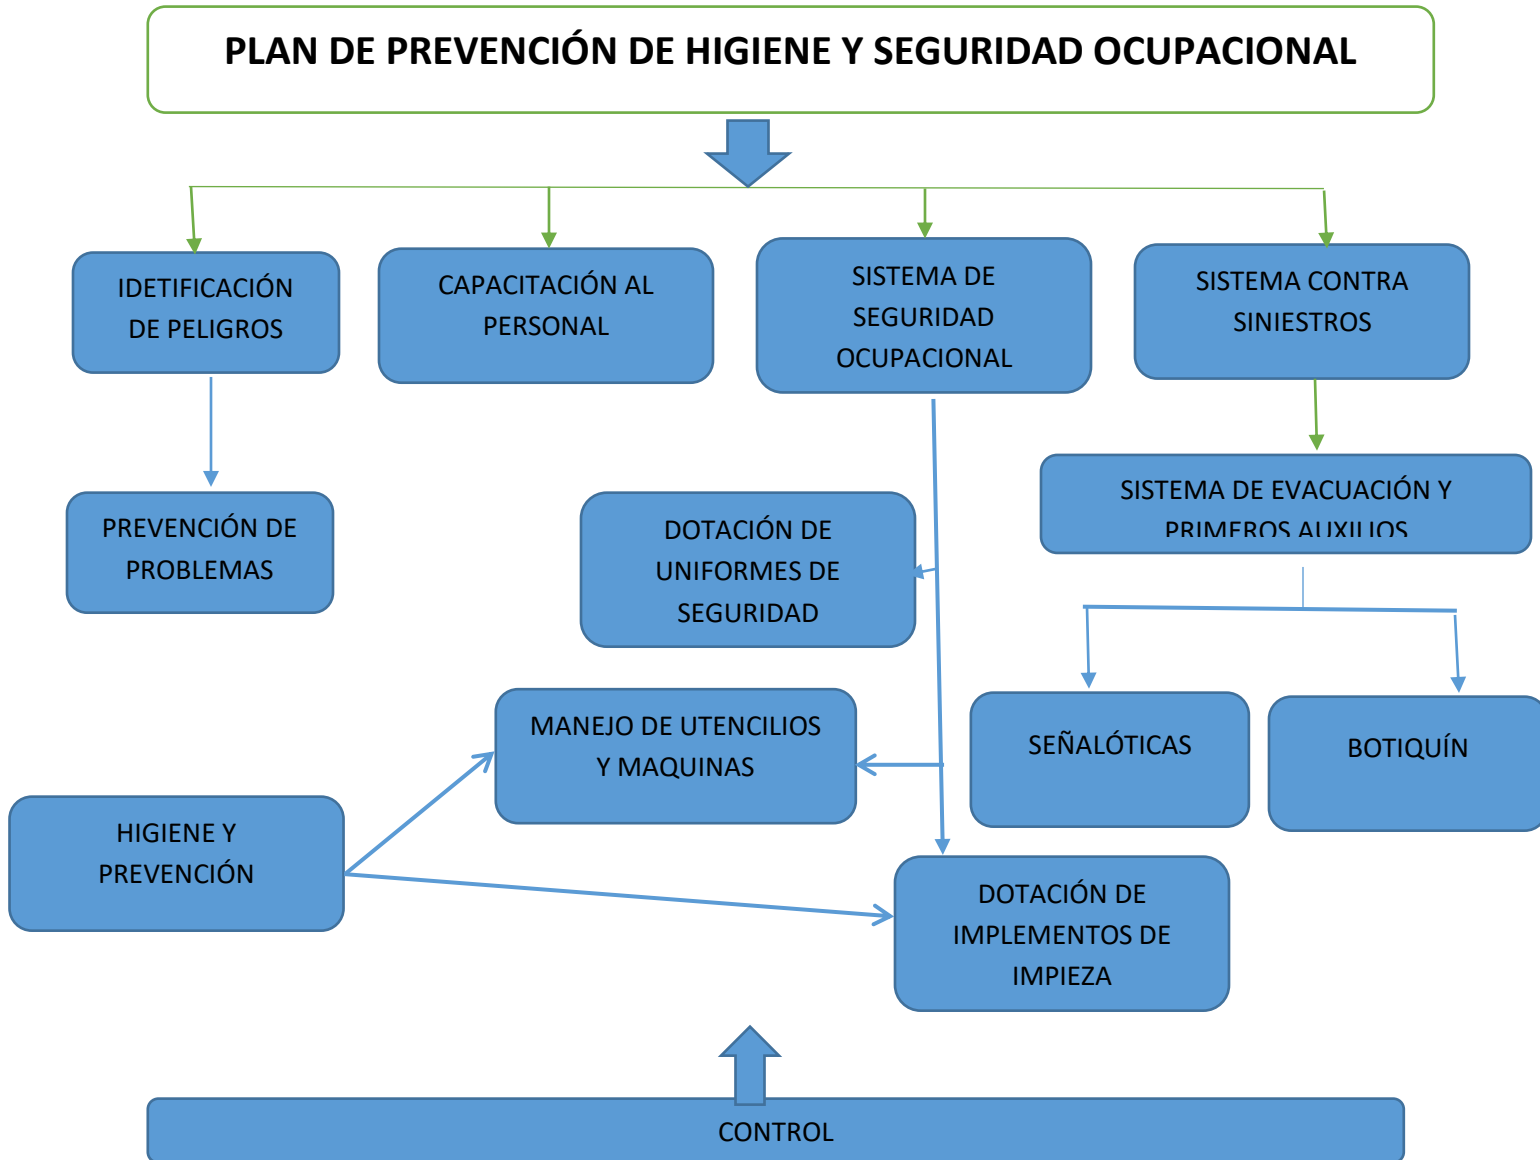 PLAN DE PREVENCIÓN DE HIGIENE Y SEGURIDAD OCUPACIONAL
IDETIFICACIÓN
DE PELIGROS
CAPACITACIÓN AL
PERSONAL
SISTEMA DE
SEGURIDAD
OCUPACIONAL
SISTEMA CONTRA
SINIESTROS
PREVENCIÓN DE
PROBLEMAS
DOTACIÓN DE
UNIFORMES DE
SEGURIDAD
SISTEMA DE EVACUACIÓN Y
PRIMEROS AUXILIOS
MANEJO DE UTENCILIOS
Y MAQUINAS
SEÑALÓTICAS
BOTIQUÍN
HIGIENE Y
PREVENCIÓN
DOTACIÓN DE
IMPLEMENTOS DE
IMPIEZA
CONTROL